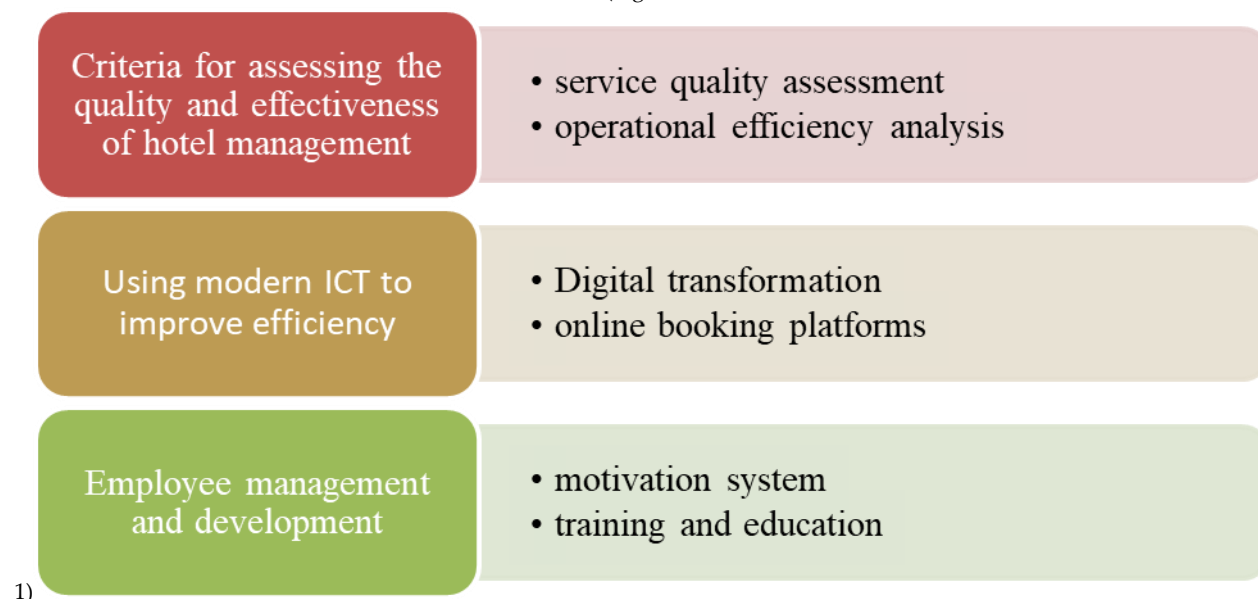 Criteria for assessing the
quality and effectiveness
of hotel management
• service quality assessment
• operational efficiency analysis
Using modern ICT to
improve efficiency
• Digital transformation
• online booking platforms
Employee management
and development
• motivation system
• training and education
1)